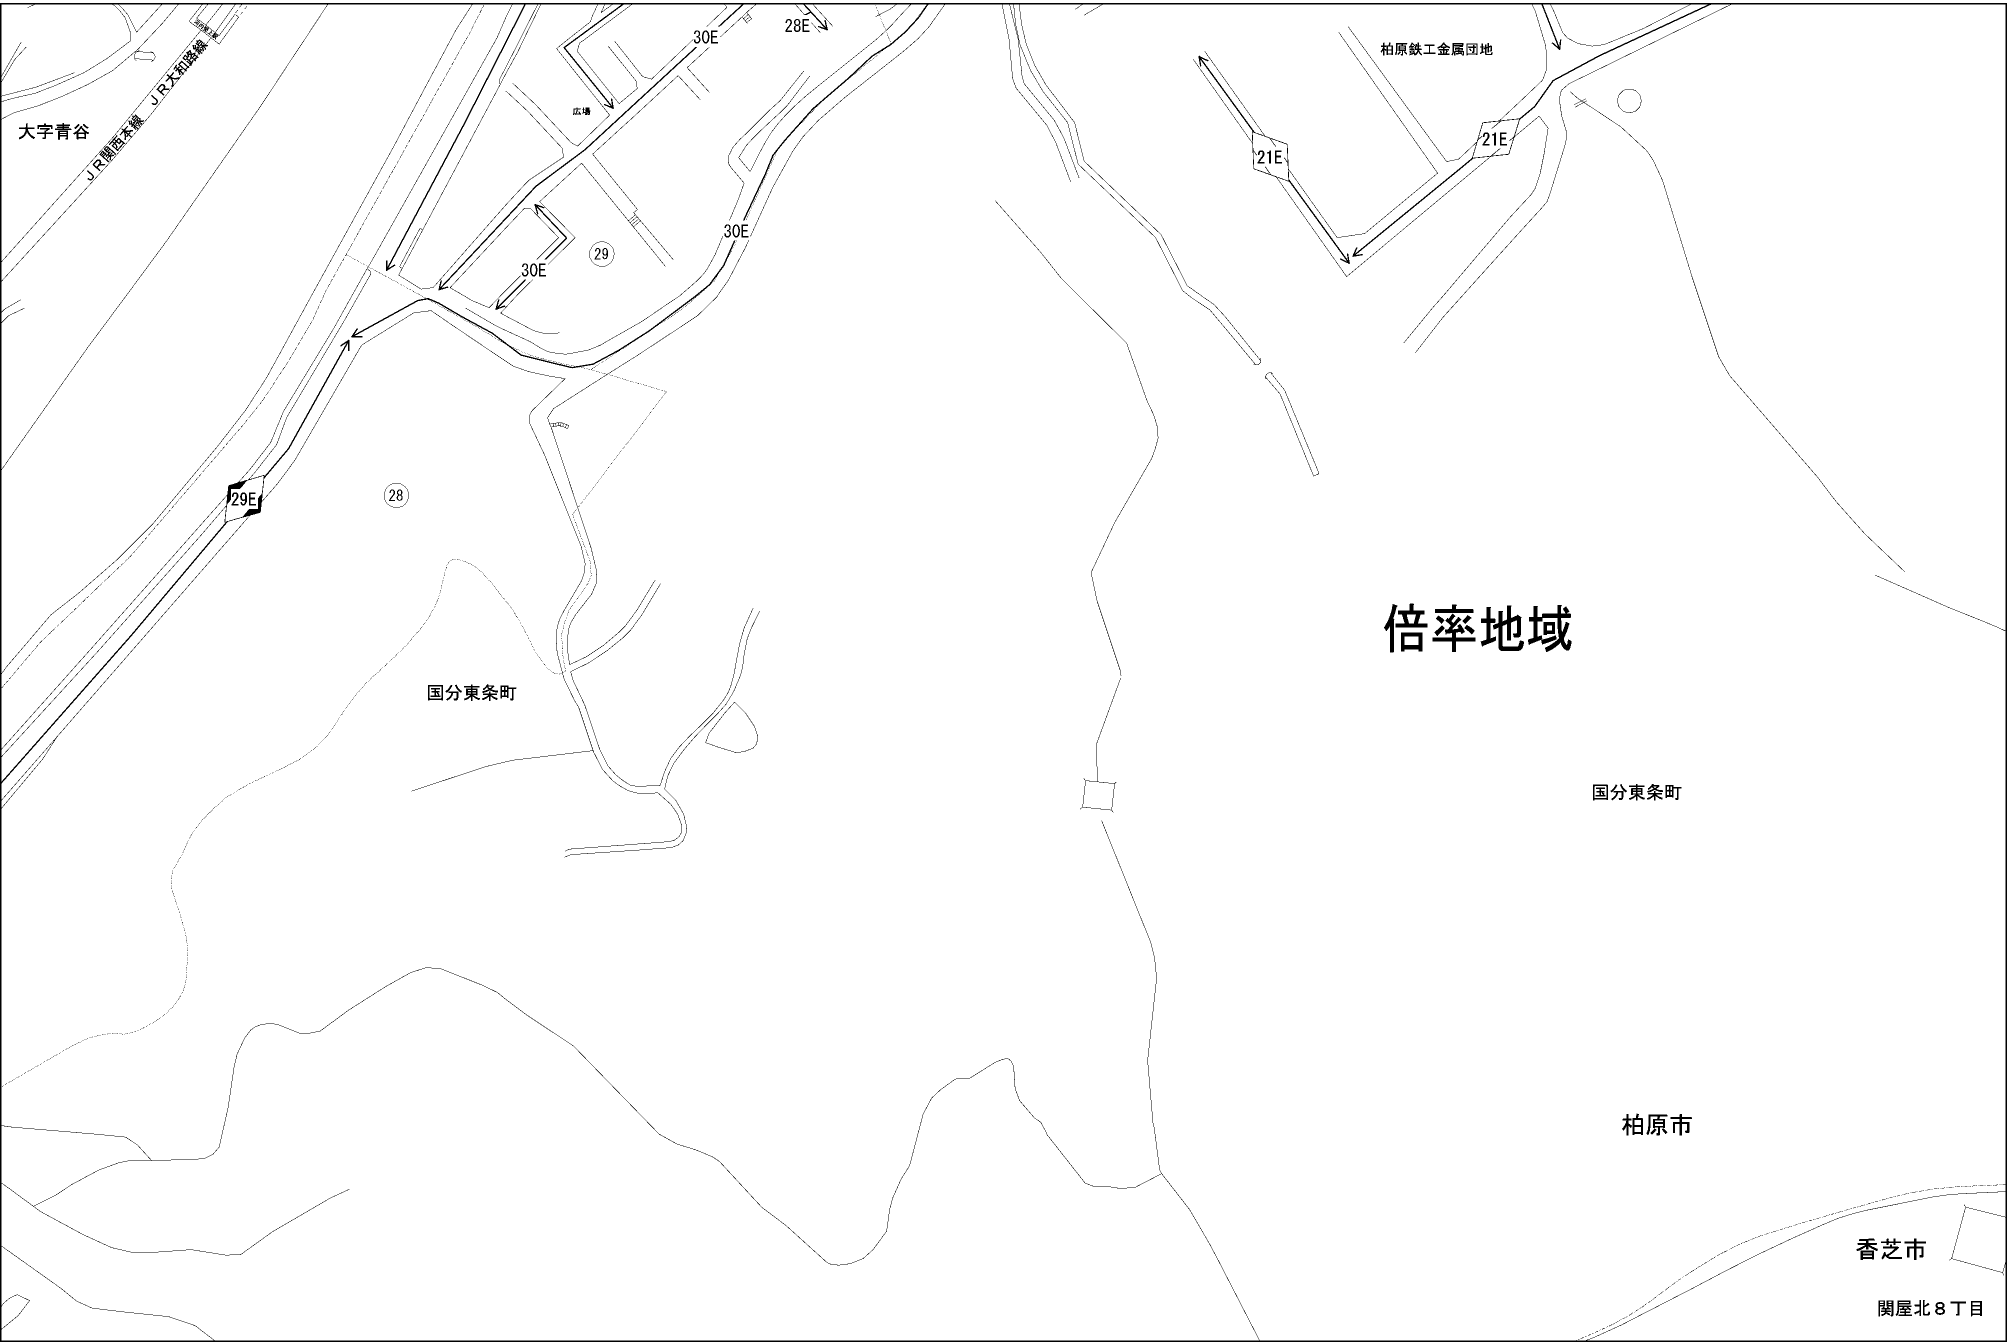 30E
28E
柏原鉄工金属団地
ＪＲ大和路線
広場
大字青谷
ＪＲ関西本線
21E
21E
30E
29
30E
29E
28
倍率地域
国分東条町
国分東条町
柏原市
香芝市
関屋北８丁目